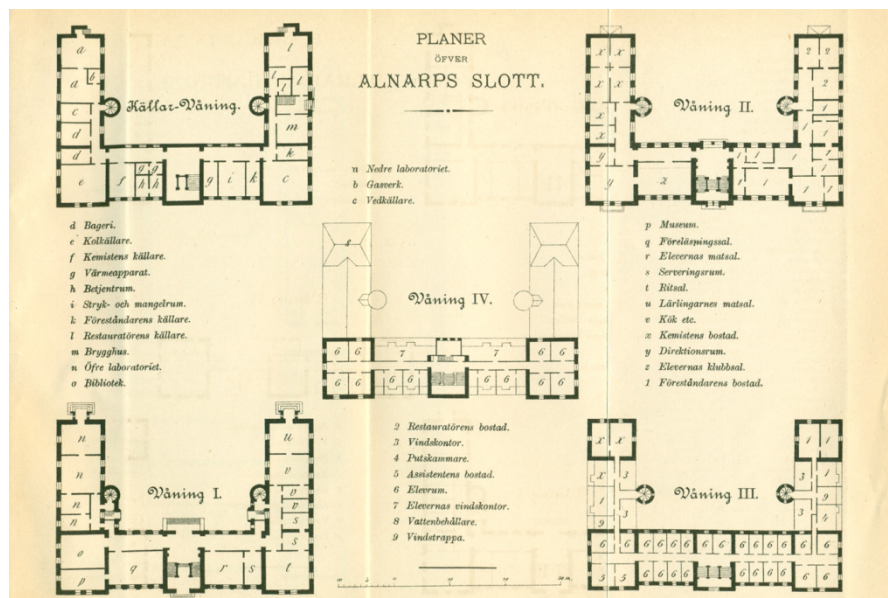 PLANER
ÖFVER
ALNARPS SLOTT.
Källar-Våning.
Våning II.
a Nedre laboratoriet.
b Gasverk.
c Vedkällare.
d Bageri.
e Kolkällare.
f Kemistens källare.
g Värmeapparat.
h Betjentrum.
i Stryk- och mangelrum.
k Föreståndarens källare.
l Restauratörens källare.
m Brygghus.
n Öfre laboratoriet.
o Bibliotek.
Våning IV.
p Museum.
q Föreläspingssal.
r Elevernas matsal.
s Serveringsrum.
t Ritsal.
u Lärlingarnes matsal.
v Kök etc.
x Kemistens bostad.
y Direktionsrum.
z Elevernas klubbsal.
1 Föreståndarens bostad.
2 Restauratörens bostad.
3 Vindskontor.
4 Putskammare.
5 Assistentens bostad.
6 Elevrum.
7 Elevernas vindskontor.
8 Vattenbehållare.
9 Vindstrappa.
Våning I.
Våning III.